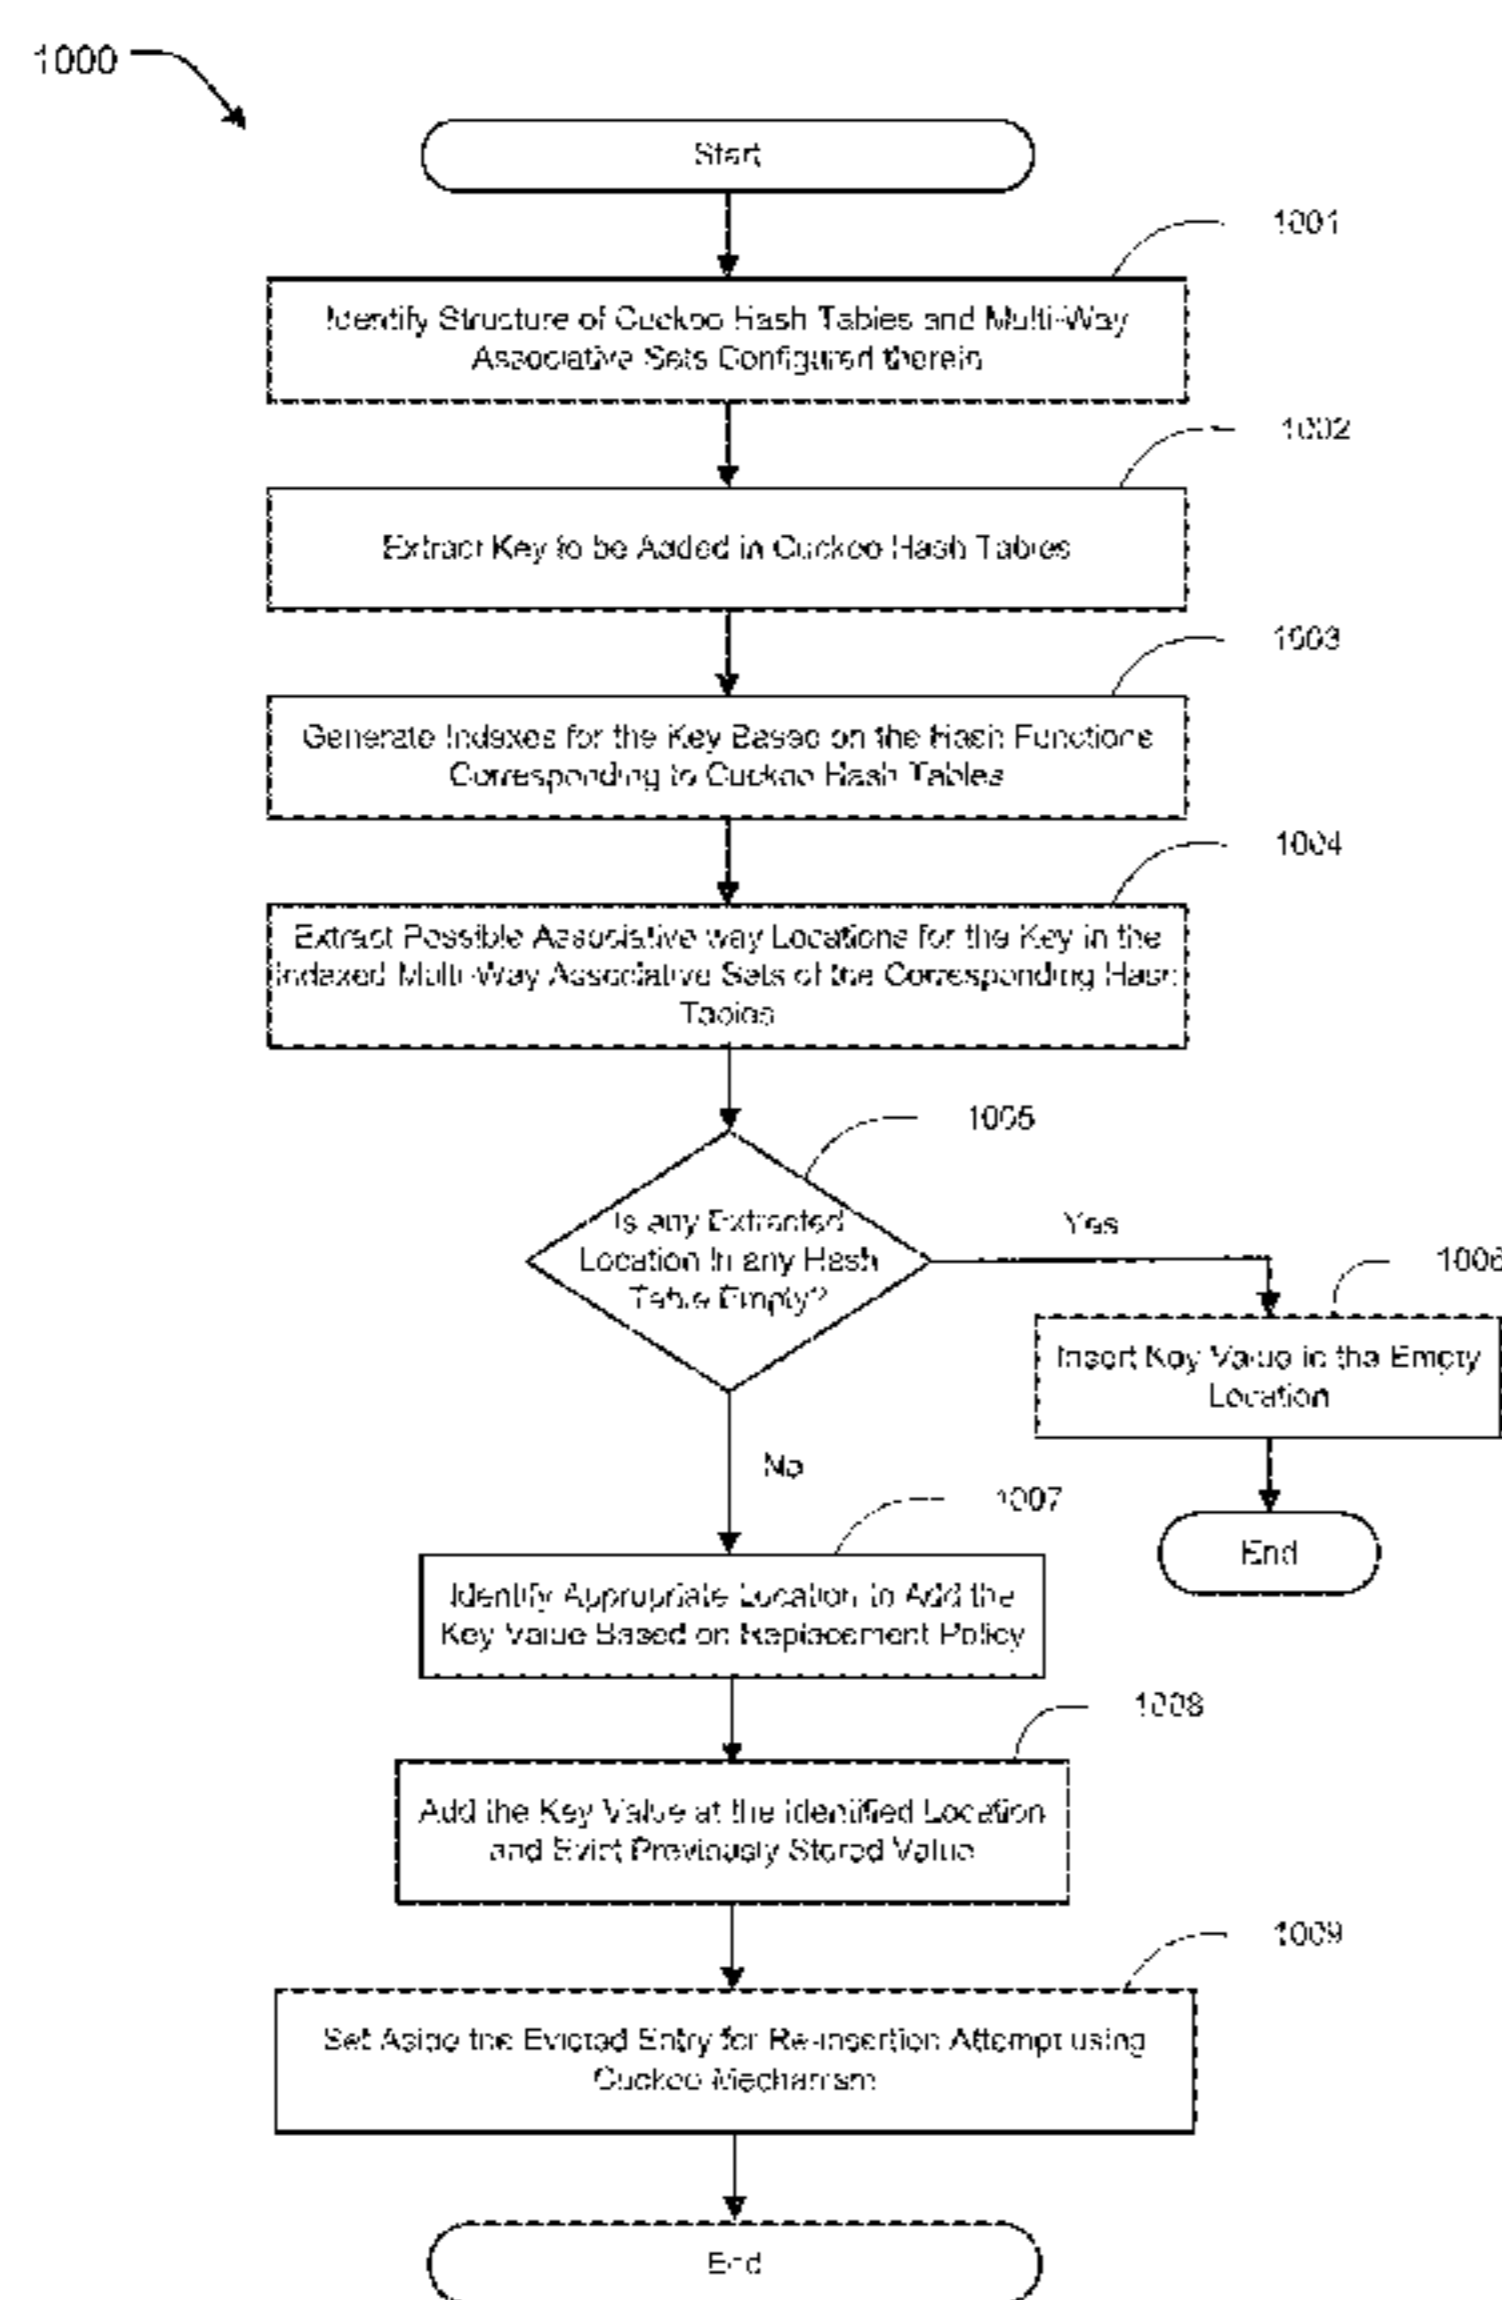 1000
Start
1001
Identify Structure of Cuckoo Hash Tables and Multi-Way
Associative Sets Configured therein
1002
Extract Key to be Added in Cuckoo Hash Tables
1003
Generate Indexes for the Key Based on the Hash Functions
Corresponding to Cuckoo Hash Tables
1004
Extract Possible Associative way Locations for the Key in the
Indexed Multi-Way Associative Sets of the Corresponding Hash
Tables
1005
Is any Extracted
Location In any Hash
Table Empty?
Yes
1006
Insert Key Value in the Empty
Location
End
No
1007
Identify Appropriate Location to Add the
Key Value Based on Replacement Policy
1008
Add the Key Value at the Identified Location
and Evict Previously Stored Value
1009
Set Aside the Evicted Entry for Re-insertion Attempt using
Cuckoo Mechanism
End